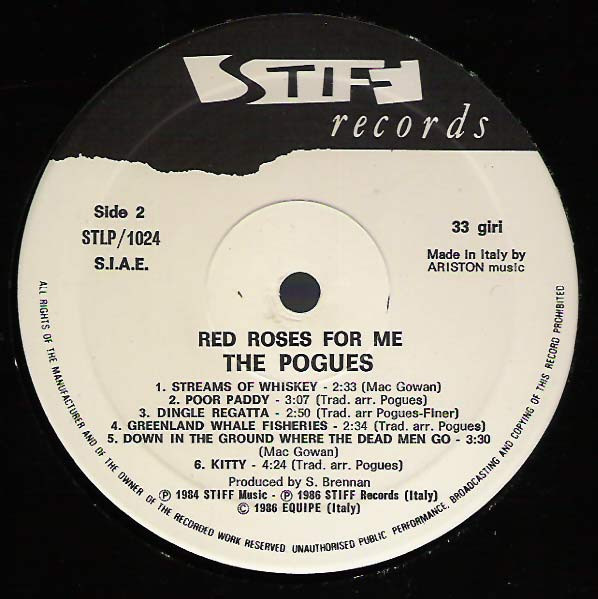 STIFF
records
Side 2
STLP/1024
S.I.A.E.
33 giri
Made in Italy by
ARISTON music
RED ROSES FOR ME
THE POGUES
1. STREAMS OF WHISKEY - 2:33 (Mac Gowan)
2. POOR PADDY - 3:07 (Trad. arr. Pogues)
3. DINGLE REGATTA - 2:50 (Trad. arr Pogues-Finer)
4. GREENLAND WHALE FISHERIES - 2:34 (Trad. arr. Pogues)
5. DOWN IN THE GROUND WHERE THE DEAD MEN GO - 3:30
(Mac Gowan)
6. KITTY - 4:24 (Trad. arr. Pogues)
Produced by S. Brennan
℗ 1984 STIFF Music - ℗ 1986 STIFF Records (Italy)
© 1986 EQUIPE (Italy)
ALL RIGHTS OF THE MANUFACTURER AND OF THE OWNER OF THE RECORDED WORK RESERVED UNAUTHORISED PUBLIC PERFORMANCE, BROADCASTING AND COPYING OF THIS RECORD PROHIBITED